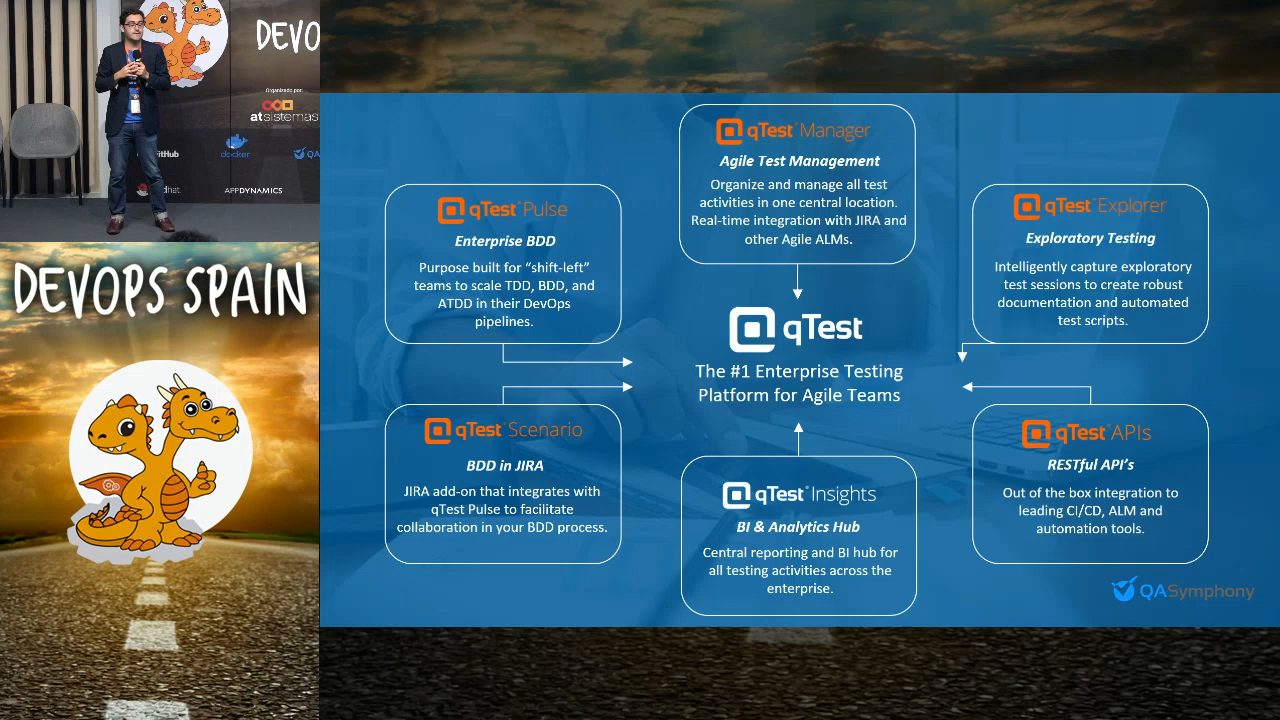 DEVO
Organizado por:
atsistemas
itHub
docker
QA
dhat.
APPDYNAMICS
DEVOPS SPAIN
qTest Manager
Agile Test Management
Organize and manage all test
activities in one central location.
Real-time integration with JIRA and
other Agile ALMs.
qTest Pulse
Enterprise BDD
Purpose built for “shift-left”
teams to scale TDD, BDD, and
ATDD in their DevOps
pipelines.
qTest Explorer
Exploratory Testing
Intelligently capture exploratory
test sessions to create robust
documentation and automated
test scripts.
qTest
The #1 Enterprise Testing
Platform for Agile Teams
qTest Scenario
BDD in JIRA
JIRA add-on that integrates with
qTest Pulse to facilitate
collaboration in your BDD process.
qTest Insights
BI & Analytics Hub
Central reporting and BI hub for
all testing activities across the
enterprise.
qTest APIs
RESTful API’s
Out of the box integration to
leading CI/CD, ALM and
automation tools.
QASymphony